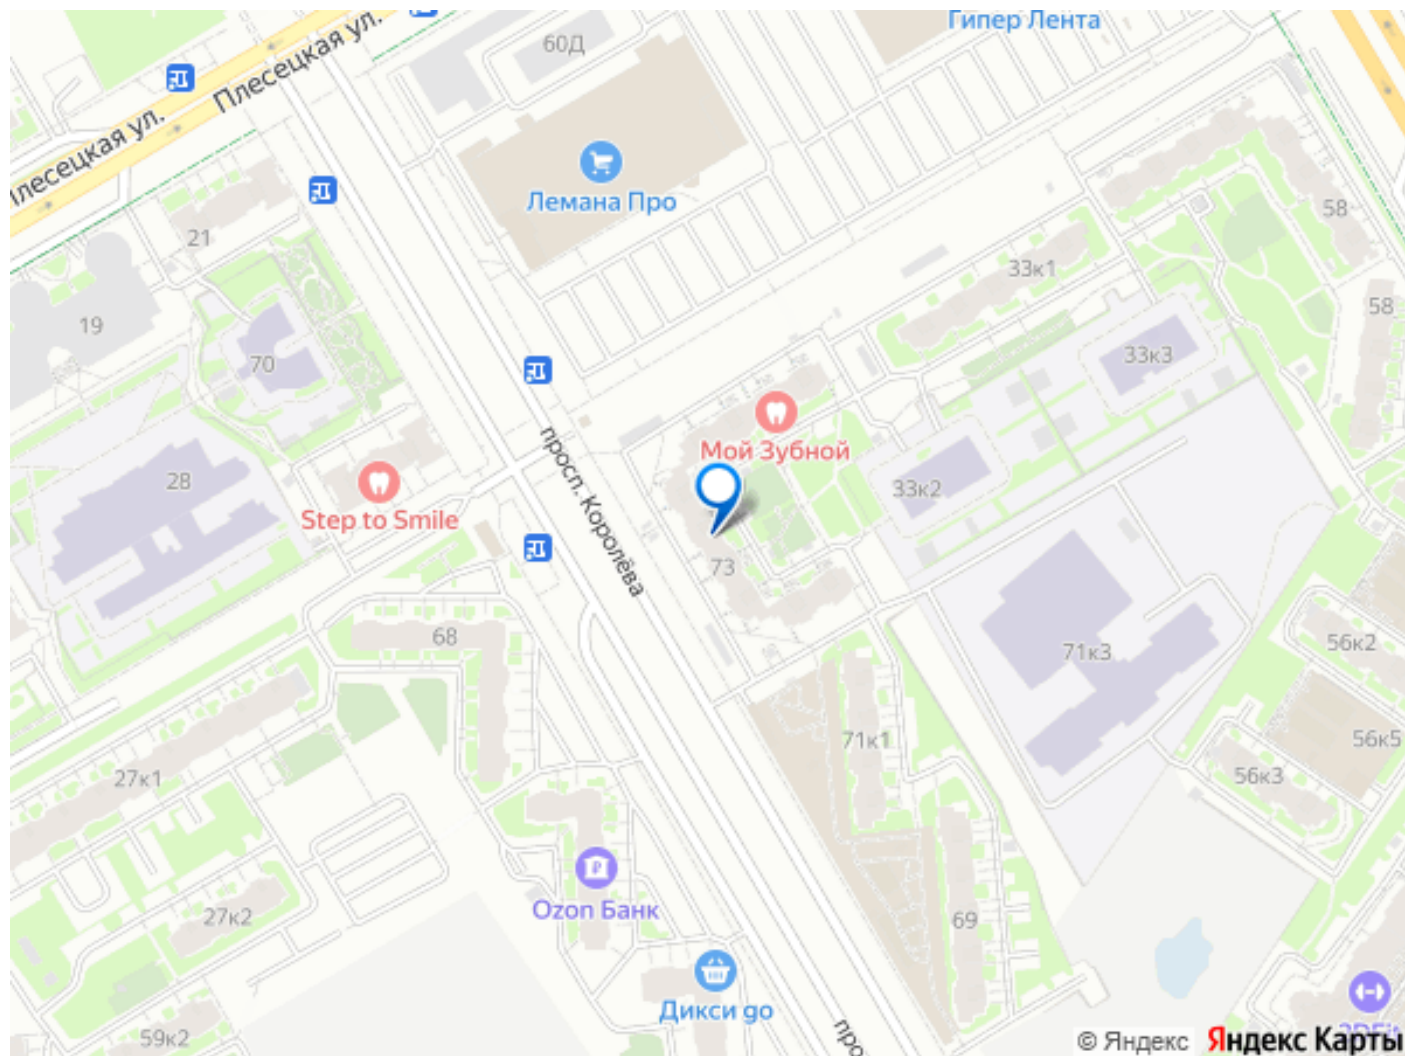 Гипер Лента
60Д
Плесецкая ул.
Плесецкая ул.
Лемана Про
21
58
33к1
58
19
70
33к3
Мой Зубной
28
33к2
Step to Smile
просп. Королёва
73
68
71к3
56к2
71к1
56к5
27к1
56к3
Ozon Банк
27к2
69
Дикси go
59к2
© Яндекс
Яндекс Карты